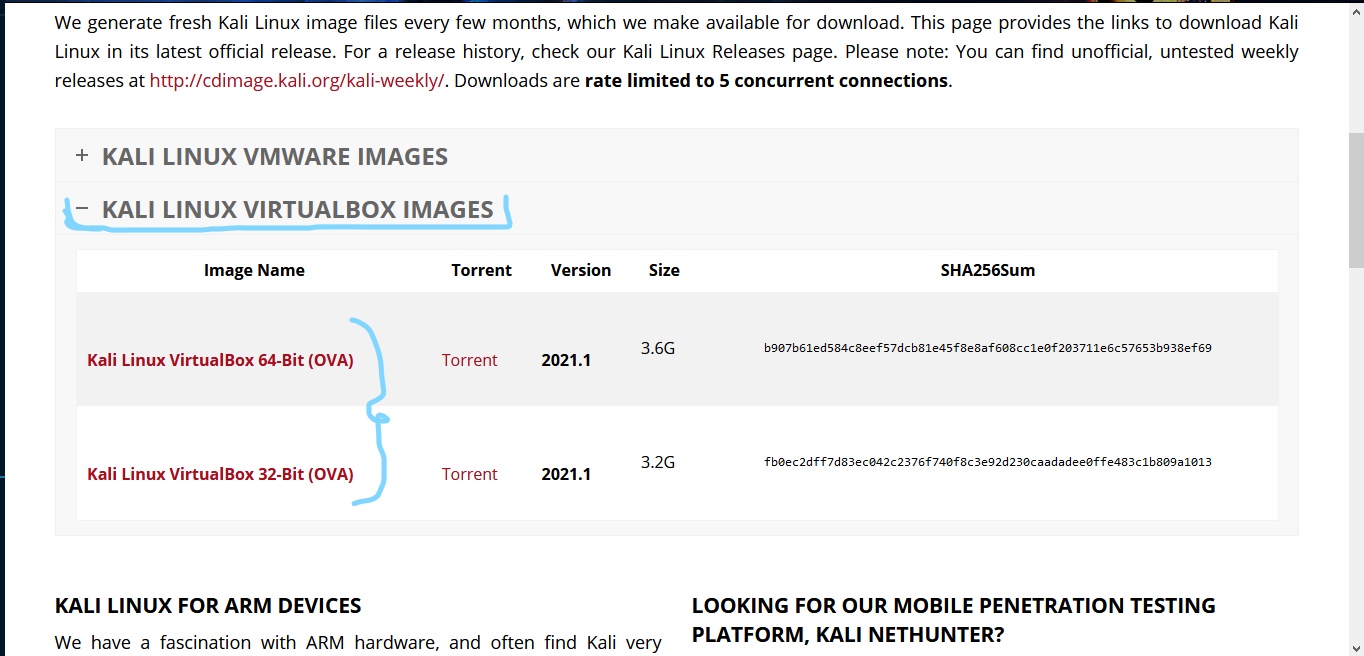 We generate fresh Kali Linux image files every few months, which we make available for download. This page provides the links to download Kali
Linux in its latest official release. For a release history, check our Kali Linux Releases page. Please note: You can find unofficial, untested weekly
releases at http://cdimage.kali.org/kali-weekly/. Downloads are rate limited to 5 concurrent connections.
+ KALI LINUX VMWARE IMAGES
− KALI LINUX VIRTUALBOX IMAGES
Image Name Torrent Version Size SHA256Sum
Kali Linux VirtualBox 64-Bit (OVA) Torrent 2021.1 3.6G b907b61ed584c8eef57dcb81e45f8e8af608cc1e0f203711e6c57653b938ef69
Kali Linux VirtualBox 32-Bit (OVA) Torrent 2021.1 3.2G fb0ec2dff7d83ec042c2376f740f8c3e92d230caadadee0ffe483c1b809a1013
KALI LINUX FOR ARM DEVICES
We have a fascination with ARM hardware, and often find Kali very
LOOKING FOR OUR MOBILE PENETRATION TESTING
PLATFORM, KALI NETHUNTER?